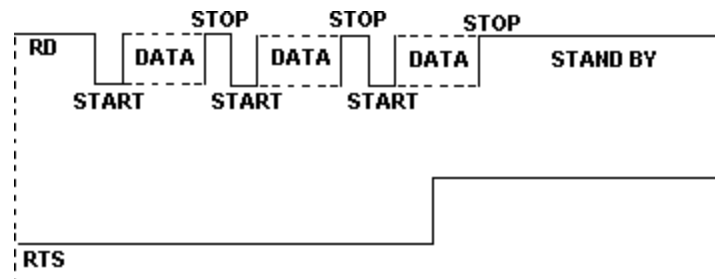 STOP STOP STOP
RD DATA DATA DATA STAND BY
START START START
RTS